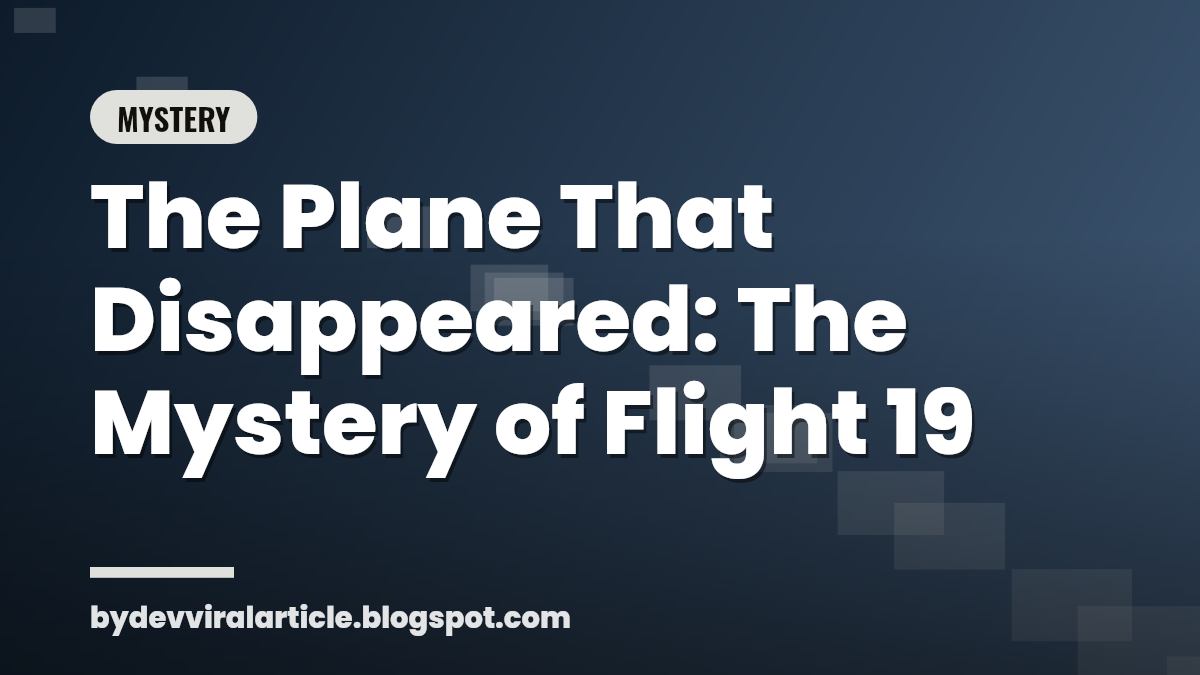 MYSTERY
The Plane That
Disappeared: The
Mystery of Flight 19
bydevviralarticle.blogspot.com